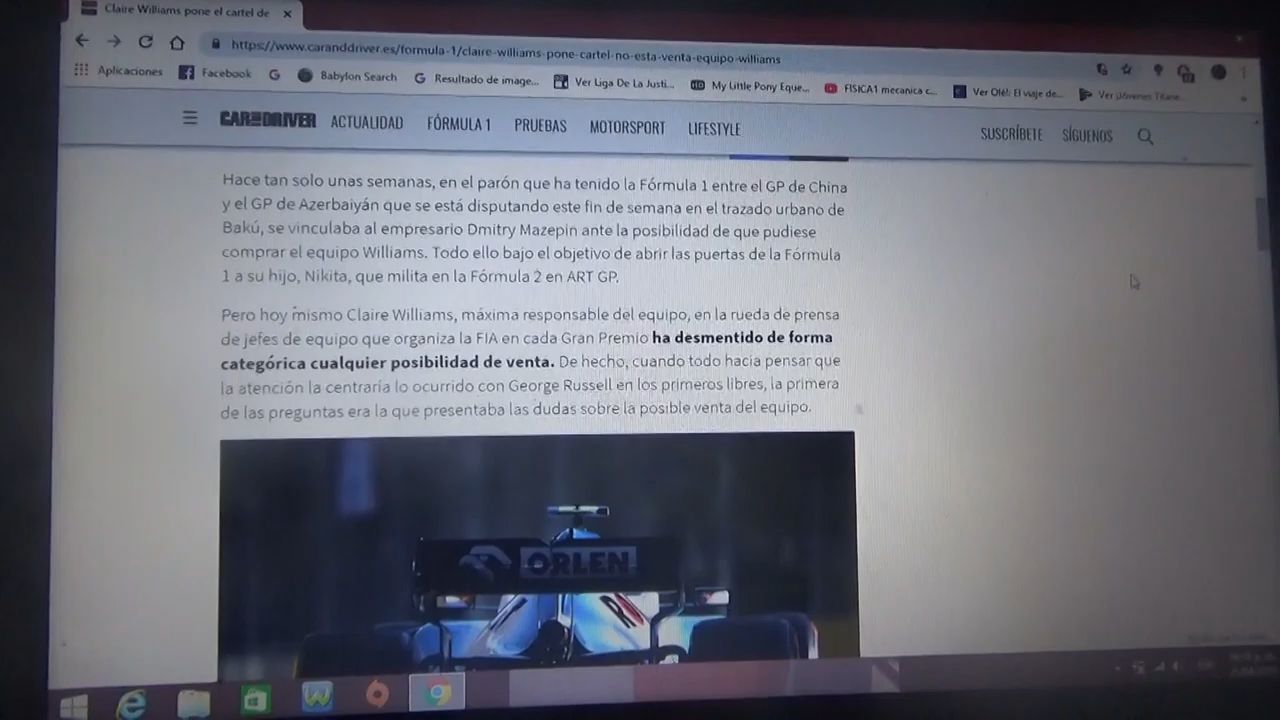 Claire Williams pone el cartel de
https://www.caranddriver.es/formula-1/claire-williams-pone-cartel-no-esta-venta-equipo-williams
Aplicaciones Facebook Babylon Search Resultado de image... Ver Liga De La Justi... My Little Pony Eque... FISICA1 mecanica c... Ver Olé!: El viaje de... Ver Jóvenes Titane...
CAR AND DRIVER ACTUALIDAD FÓRMULA 1 PRUEBAS MOTORSPORT LIFESTYLE SUSCRÍBETE SÍGUENOS
Hace tan solo unas semanas, en el parón que ha tenido la Fórmula 1 entre el GP de China
y el GP de Azerbaiyán que se está disputando este fin de semana en el trazado urbano de
Bakú, se vinculaba al empresario Dmitry Mazepin ante la posibilidad de que pudiese
comprar el equipo Williams. Todo ello bajo el objetivo de abrir las puertas de la Fórmula
1 a su hijo, Nikita, que milita en la Fórmula 2 en ART GP.
Pero hoy mismo Claire Williams, máxima responsable del equipo, en la rueda de prensa
de jefes de equipo que organiza la FIA en cada Gran Premio ha desmentido de forma
categórica cualquier posibilidad de venta. De hecho, cuando todo hacia pensar que
la atención la centraría lo ocurrido con George Russell en los primeros libres, la primera
de las preguntas era la que presentaba las dudas sobre la posible venta del equipo.
ORLEN